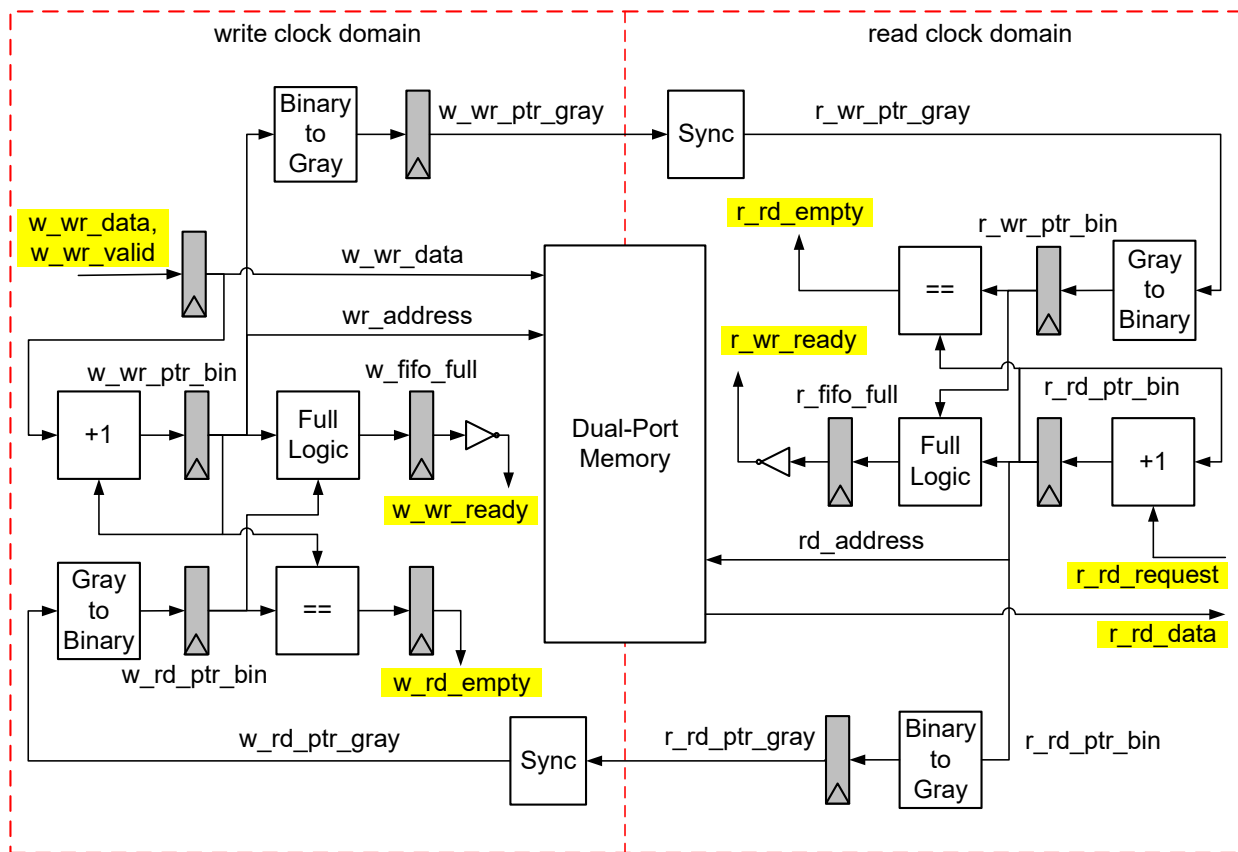 write clock domain
read clock domain
Binary
to
Gray
w_wr_ptr_gray
Sync
r_wr_ptr_gray
w_wr_data,
w_wr_valid
r_rd_empty
r_wr_ptr_bin
w_wr_data
==
Gray
to
Binary
wr_address
r_wr_ready
w_wr_ptr_bin
w_fifo_full
r_fifo_full
r_rd_ptr_bin
+1
Full
Logic
Dual-Port
Memory
Full
Logic
+1
w_wr_ready
rd_address
r_rd_request
Gray
to
Binary
==
r_rd_data
w_rd_ptr_bin
w_rd_empty
w_rd_ptr_gray
Sync
r_rd_ptr_gray
Binary
to
Gray
r_rd_ptr_bin